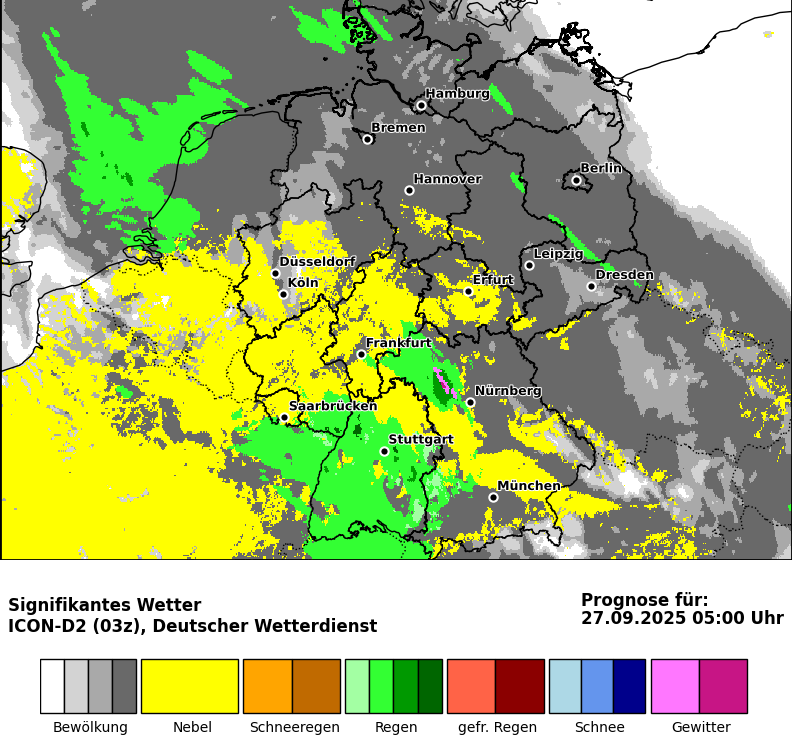 Hamburg
Bremen
Hannover
Berlin
Düsseldorf
Köln
Leipzig
Erfurt
Dresden
Frankfurt
Nürnberg
Saarbrücken
Stuttgart
München
Signifikantes Wetter
ICON-D2 (03z), Deutscher Wetterdienst
Prognose für:
27.09.2025 05:00 Uhr
Bewölkung Nebel Schneeregen Regen gefr. Regen Schnee Gewitter